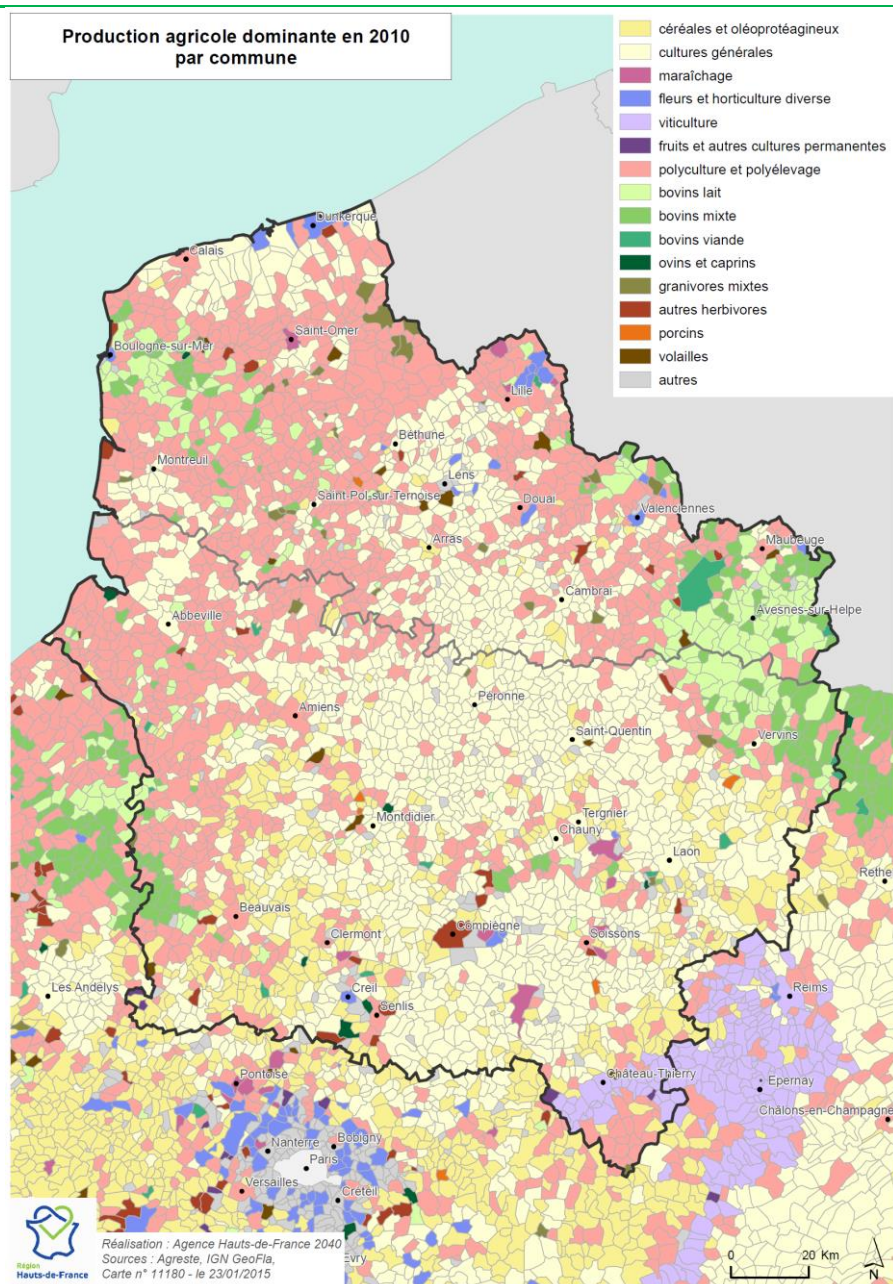 Production agricole dominante en 2010
par commune
céréales et oléoprotéagineux
cultures générales
maraîchage
fleurs et horticulture diverse
viticulture
fruits et autres cultures permanentes
polyculture et polyélevage
bovins lait
bovins mixte
bovins viande
ovins et caprins
granivores mixtes
autres herbivores
porcins
volailles
autres
Dunkerque
Calais
Saint-Omer
Boulogne-sur-Mer
Lille
Béthune
Montreuil
Lens
Saint-Pol-sur-Ternoise
Douai
Valenciennes
Arras
Maubeuge
Cambrai
Avesnes-sur-Helpe
Abbeville
Péronne
Amiens
Saint-Quentin
Vervins
Tergnier
Montdidier
Chauny
Laon
Rethe
Beauvais
Compiègne
Clermont
Soissons
Les Andelys
Creil
Reims
Senlis
Pontoise
Château-Thierry
Epernay
Châlons-en-Champagne
Bobigny
Nanterre
Paris
Versailles
Créteil
Evry
Région
Hauts-de-France
Réalisation : Agence Hauts-de-France 2040
Sources : Agreste, IGN GeoFla,
Carte n° 11180 - le 23/01/2015
0 20 Km
N